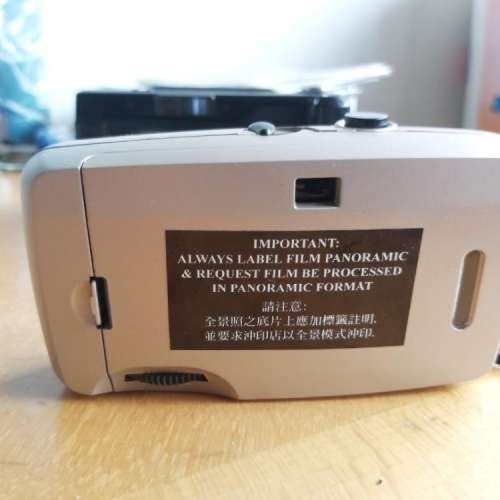 IMPORTANT:
ALWAYS LABEL FILM PANORAMIC
& REQUEST FILM BE PROCESSED
IN PANORAMIC FORMAT
請注意:
全景照之底片上應加標籤註明,
並要求沖印店以全景模式沖印.